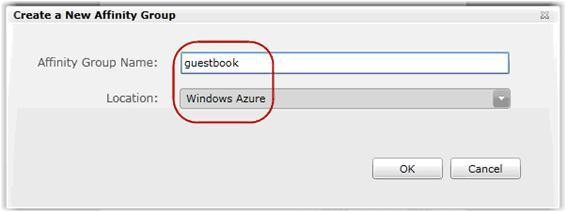 Create a New Affinity Group
Affinity Group Name: guestbook
Location: Windows Azure
OK Cancel